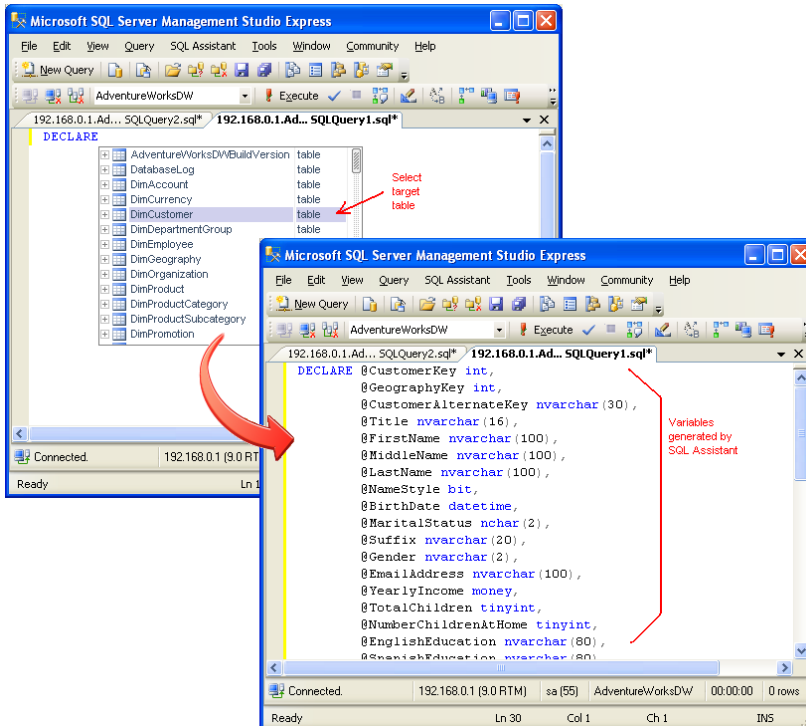 Microsoft SQL Server Management Studio Express
File Edit View Query SQL Assistant Tools Window Community Help
New Query
AdventureWorksDW Execute
192.168.0.1.Ad... SQLQuery2.sql* 192.168.0.1.Ad... SQLQuery1.sql*
DECLARE
AdventureWorksDWBuildVersion table
DatabaseLog table
DimAccount table
DimCurrency table
DimCustomer table
DimDepartmentGroup table
DimEmployee
DimGeography
DimOrganization
DimProduct
DimProductCategory
DimProductSubcategory
DimPromotion
Select
target
table
Connected. 192.168.0.1 (9.0 RT
Ready Ln 1
Microsoft SQL Server Management Studio Express
File Edit View Query SQL Assistant Tools Window Community Help
New Query
AdventureWorksDW Execute
192.168.0.1.Ad... SQLQuery2.sql* 192.168.0.1.Ad... SQLQuery1.sql*
DECLARE @CustomerKey int,
@GeographyKey int,
@CustomerAlternateKey nvarchar(30),
@Title nvarchar(16),
@FirstName nvarchar(100),
@MiddleName nvarchar(100),
@LastName nvarchar(100),
@NameStyle bit,
@BirthDate datetime,
@MaritalStatus nchar(2),
@Suffix nvarchar(20),
@Gender nvarchar(2),
@EmailAddress nvarchar(100),
@YearlyIncome money,
@TotalChildren tinyint,
@NumberChildrenAtHome tinyint,
@EnglishEducation nvarchar(80),
@SpanishEducation nvarchar(80)
Variables
generated by
SQL Assistant
Connected. 192.168.0.1 (9.0 RTM) sa (55) AdventureWorksDW 00:00:00 0 rows
Ready Ln 30 Col 1 Ch 1 INS